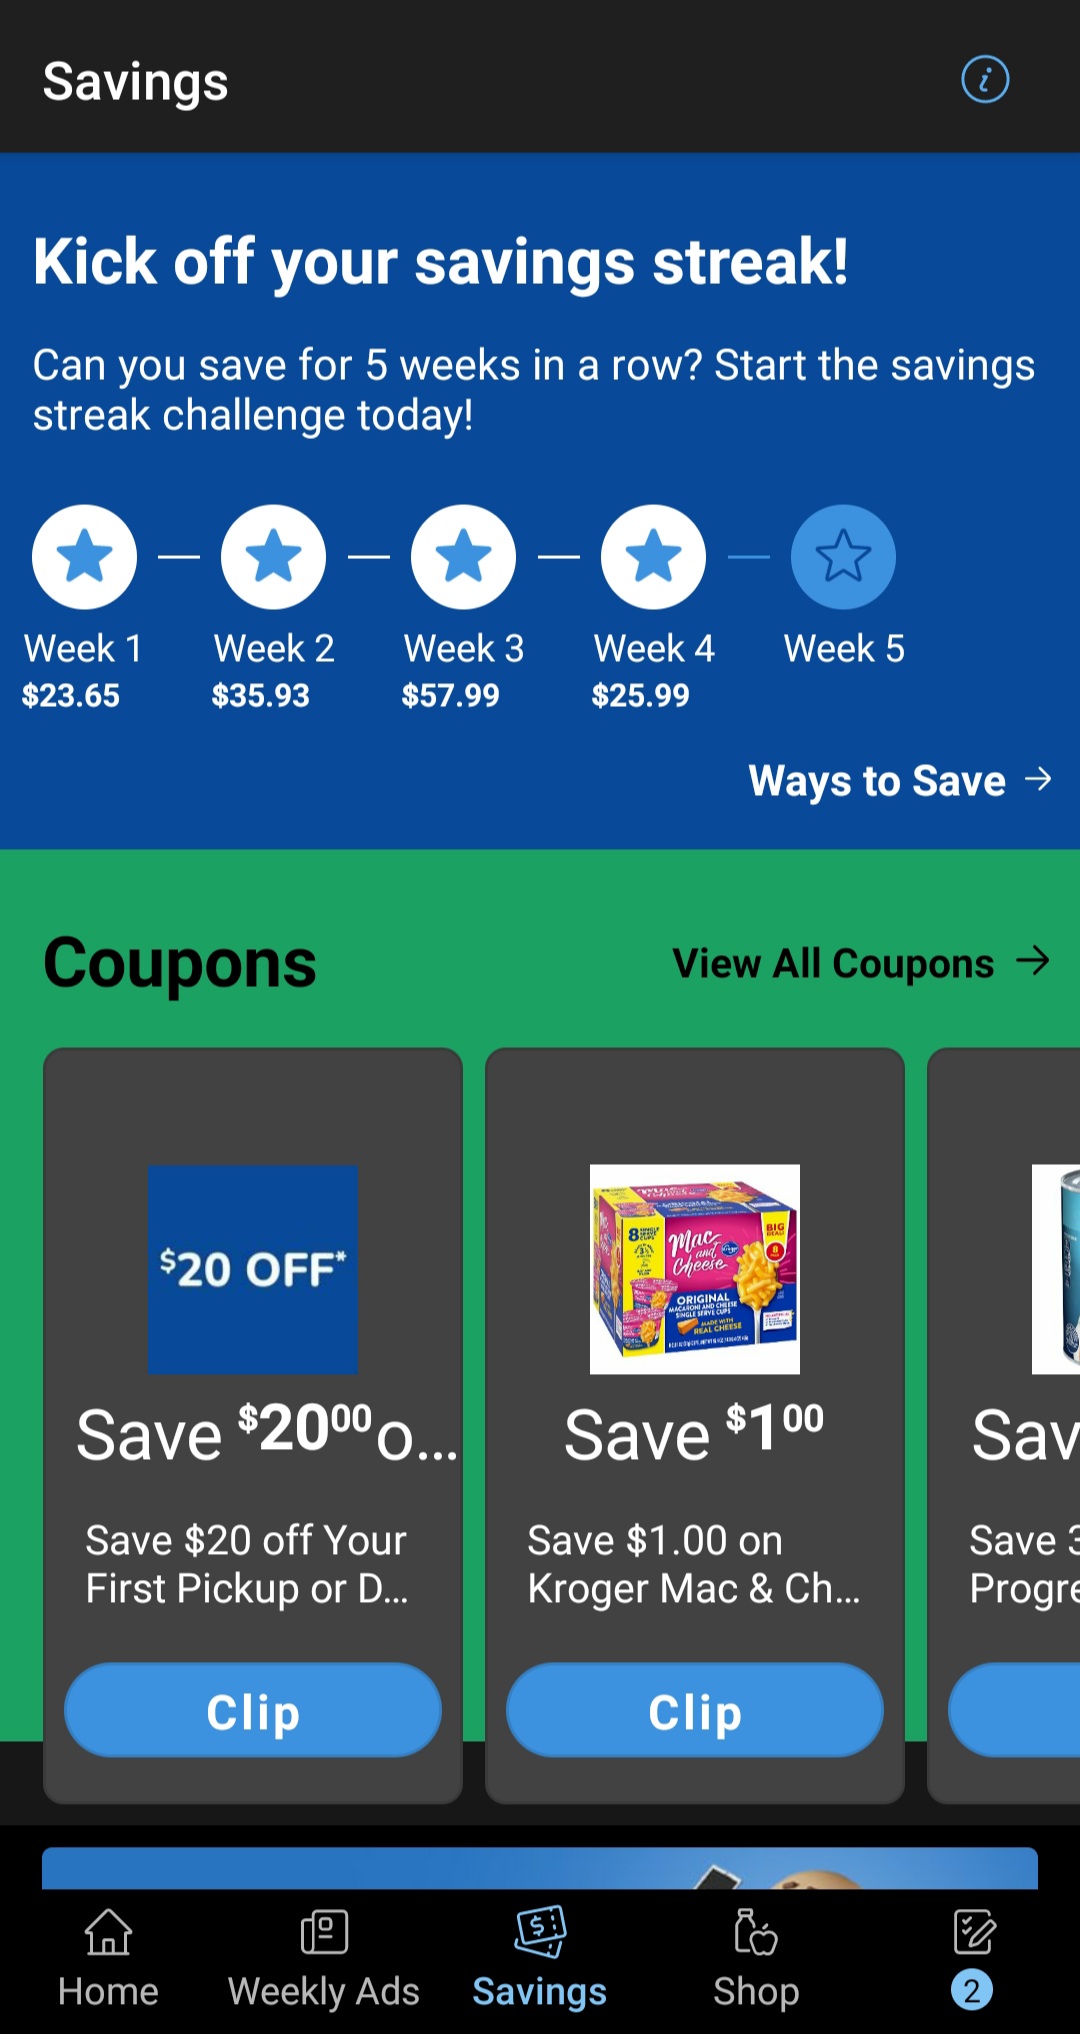 Savings
Kick off your savings streak!
Can you save for 5 weeks in a row? Start the savings
streak challenge today!
Week 1
$23.65
Week 2
$35.93
Week 3
$57.99
Week 4
$25.99
Week 5
Ways to Save
Coupons
View All Coupons
$20 OFF*
Save $20⁰⁰o...
Save $20 off Your
First Pickup or D...
Clip
Mac
and
Cheese
Kroger
BIG
DEAL!
8
ORIGINAL
MACARONI AND CHEESE
SINGLE SERVE CUPS
MADE WITH
REAL CHEESE
Save $1⁰⁰
Save $1.00 on
Kroger Mac & Ch...
Clip
Sav
Save 3
Progre
Home
Weekly Ads
Savings
Shop
2